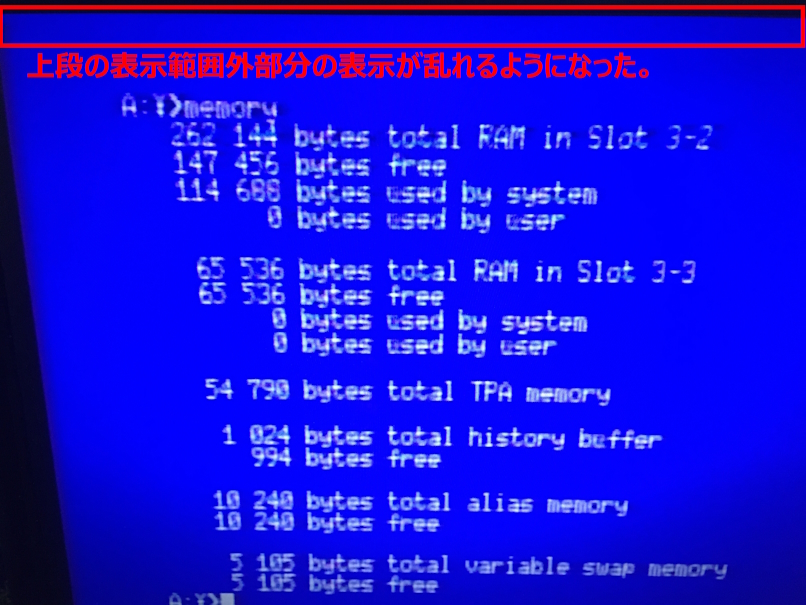 上段の表示範囲外部分の表示が乱れるようになった。
A:¥>memory
262 144 bytes total RAM in Slot 3-2
147 456 bytes free
114 688 bytes used by system
0 bytes used by user
65 536 bytes total RAM in Slot 3-3
65 536 bytes free
0 bytes used by system
0 bytes used by user
54 790 bytes total TPA memory
1 024 bytes total history buffer
994 bytes free
10 240 bytes total alias memory
10 240 bytes free
5 105 bytes total variable swap memory
5 105 bytes free
A:¥>